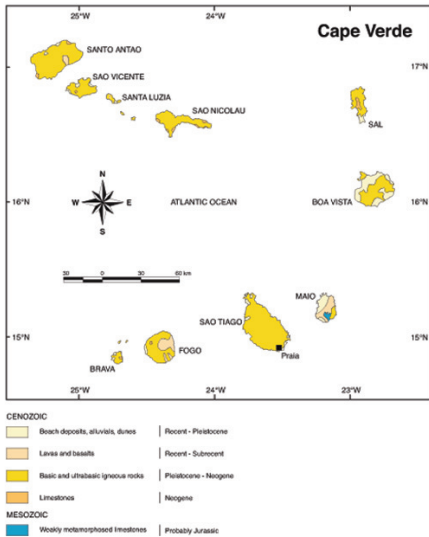 Cape Verde
25°W
24°W
23°W
SANTO ANTAO
SAO VICENTE
SANTA LUZIA
SAO NICOLAU
17°N
SAL
N
W
E
S
ATLANTIC OCEAN
BOA VISTA
16°N
16°N
30 0 30 60 km
MAIO
SAO TIAGO
15°N
15°N
Praia
FOGO
BRAVA
25°W
24°W
23°W
CENOZOIC
Beach deposits, alluvials, dunes Recent - Pleistocene
Lavas and basalts Recent - Subrecent
Basic and ultrabasic igneous rocks Pleistocene - Neogene
Limestones Neogene
MESOZOIC
Weakly metamorphosed limestones Probably Jurassic